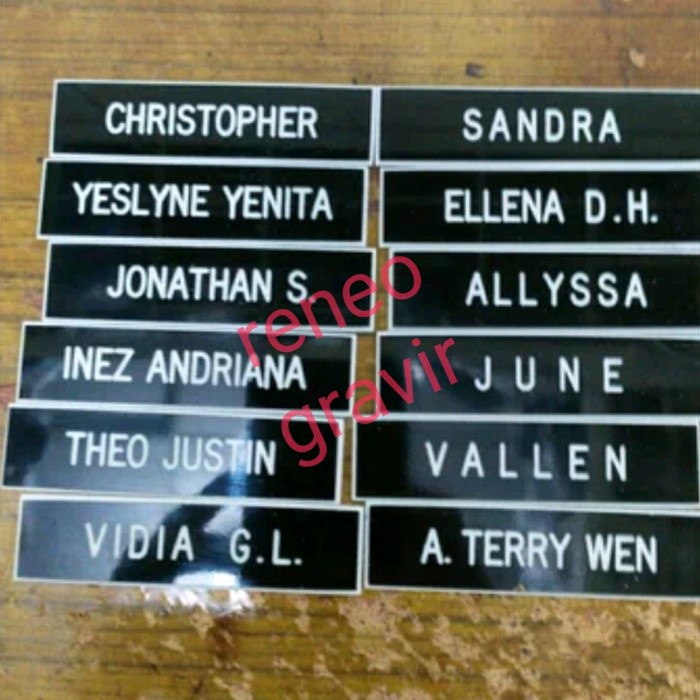 CHRISTOPHER
SANDRA
YESLYNE YENITA
ELLENA D.H.
JONATHAN S.
ALLYSSA
INEZ ANDRIANA
JUNE
THEO JUSTIN
VALLEN
VIDIA G.L.
A. TERRY WEN
reneo
gravir